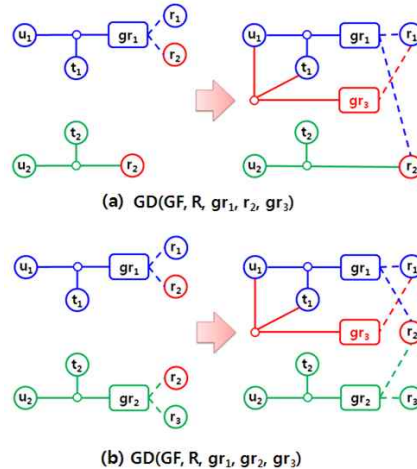 u₁ gr₁ r₁ u₁ gr₁ r₁
t₁ r₂ t₁
gr₃
t₂ t₂
u₂ r₂ u₂ r₂
(a) GD(GF, R, gr₁, r₂, gr₃)
u₁ gr₁ r₁ u₁ gr₁ r₁
t₁ r₂ t₁
gr₃ r₂
t₂ r₂ t₂
u₂ gr₂ r₃ u₂ gr₂ r₃
(b) GD(GF, R, gr₁, gr₂, gr₃)